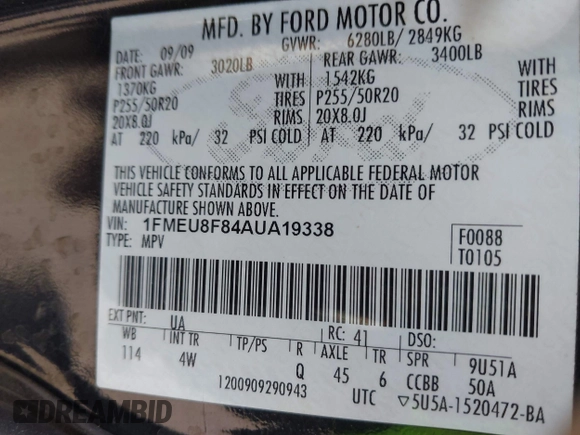 MFD. BY FORD MOTOR CO.
DATE: 09/09 GVWR: 6280LB/ 2849KG
FRONT GAWR: 3020LB REAR GAWR: 3400LB
1370KG WITH 1542KG WITH
P255/50R20 TIRES P255/50R20 TIRES
20X8.0J RIMS 20X8.0J RIMS
AT 220 kPa/ 32 PSI COLD AT 220 kPa/ 32 PSI COLD
THIS VEHICLE CONFORMS TO ALL APPLICABLE FEDERAL MOTOR
VEHICLE SAFETY STANDARDS IN EFFECT ON THE DATE OF
MANUFACTURE SHOWN ABOVE.
VIN: 1FMEU8F84AUA19338 F0088
TYPE: MPV T0105
EXT PNT: UA RC: 41 DSO:
WB INT TR TP/PS R AXLE TR SPR 9U51A
114 4W Q 45 6 CCBB 50A
1200909290943 UTC ▽5U5A-1520472-BA
EPICBID